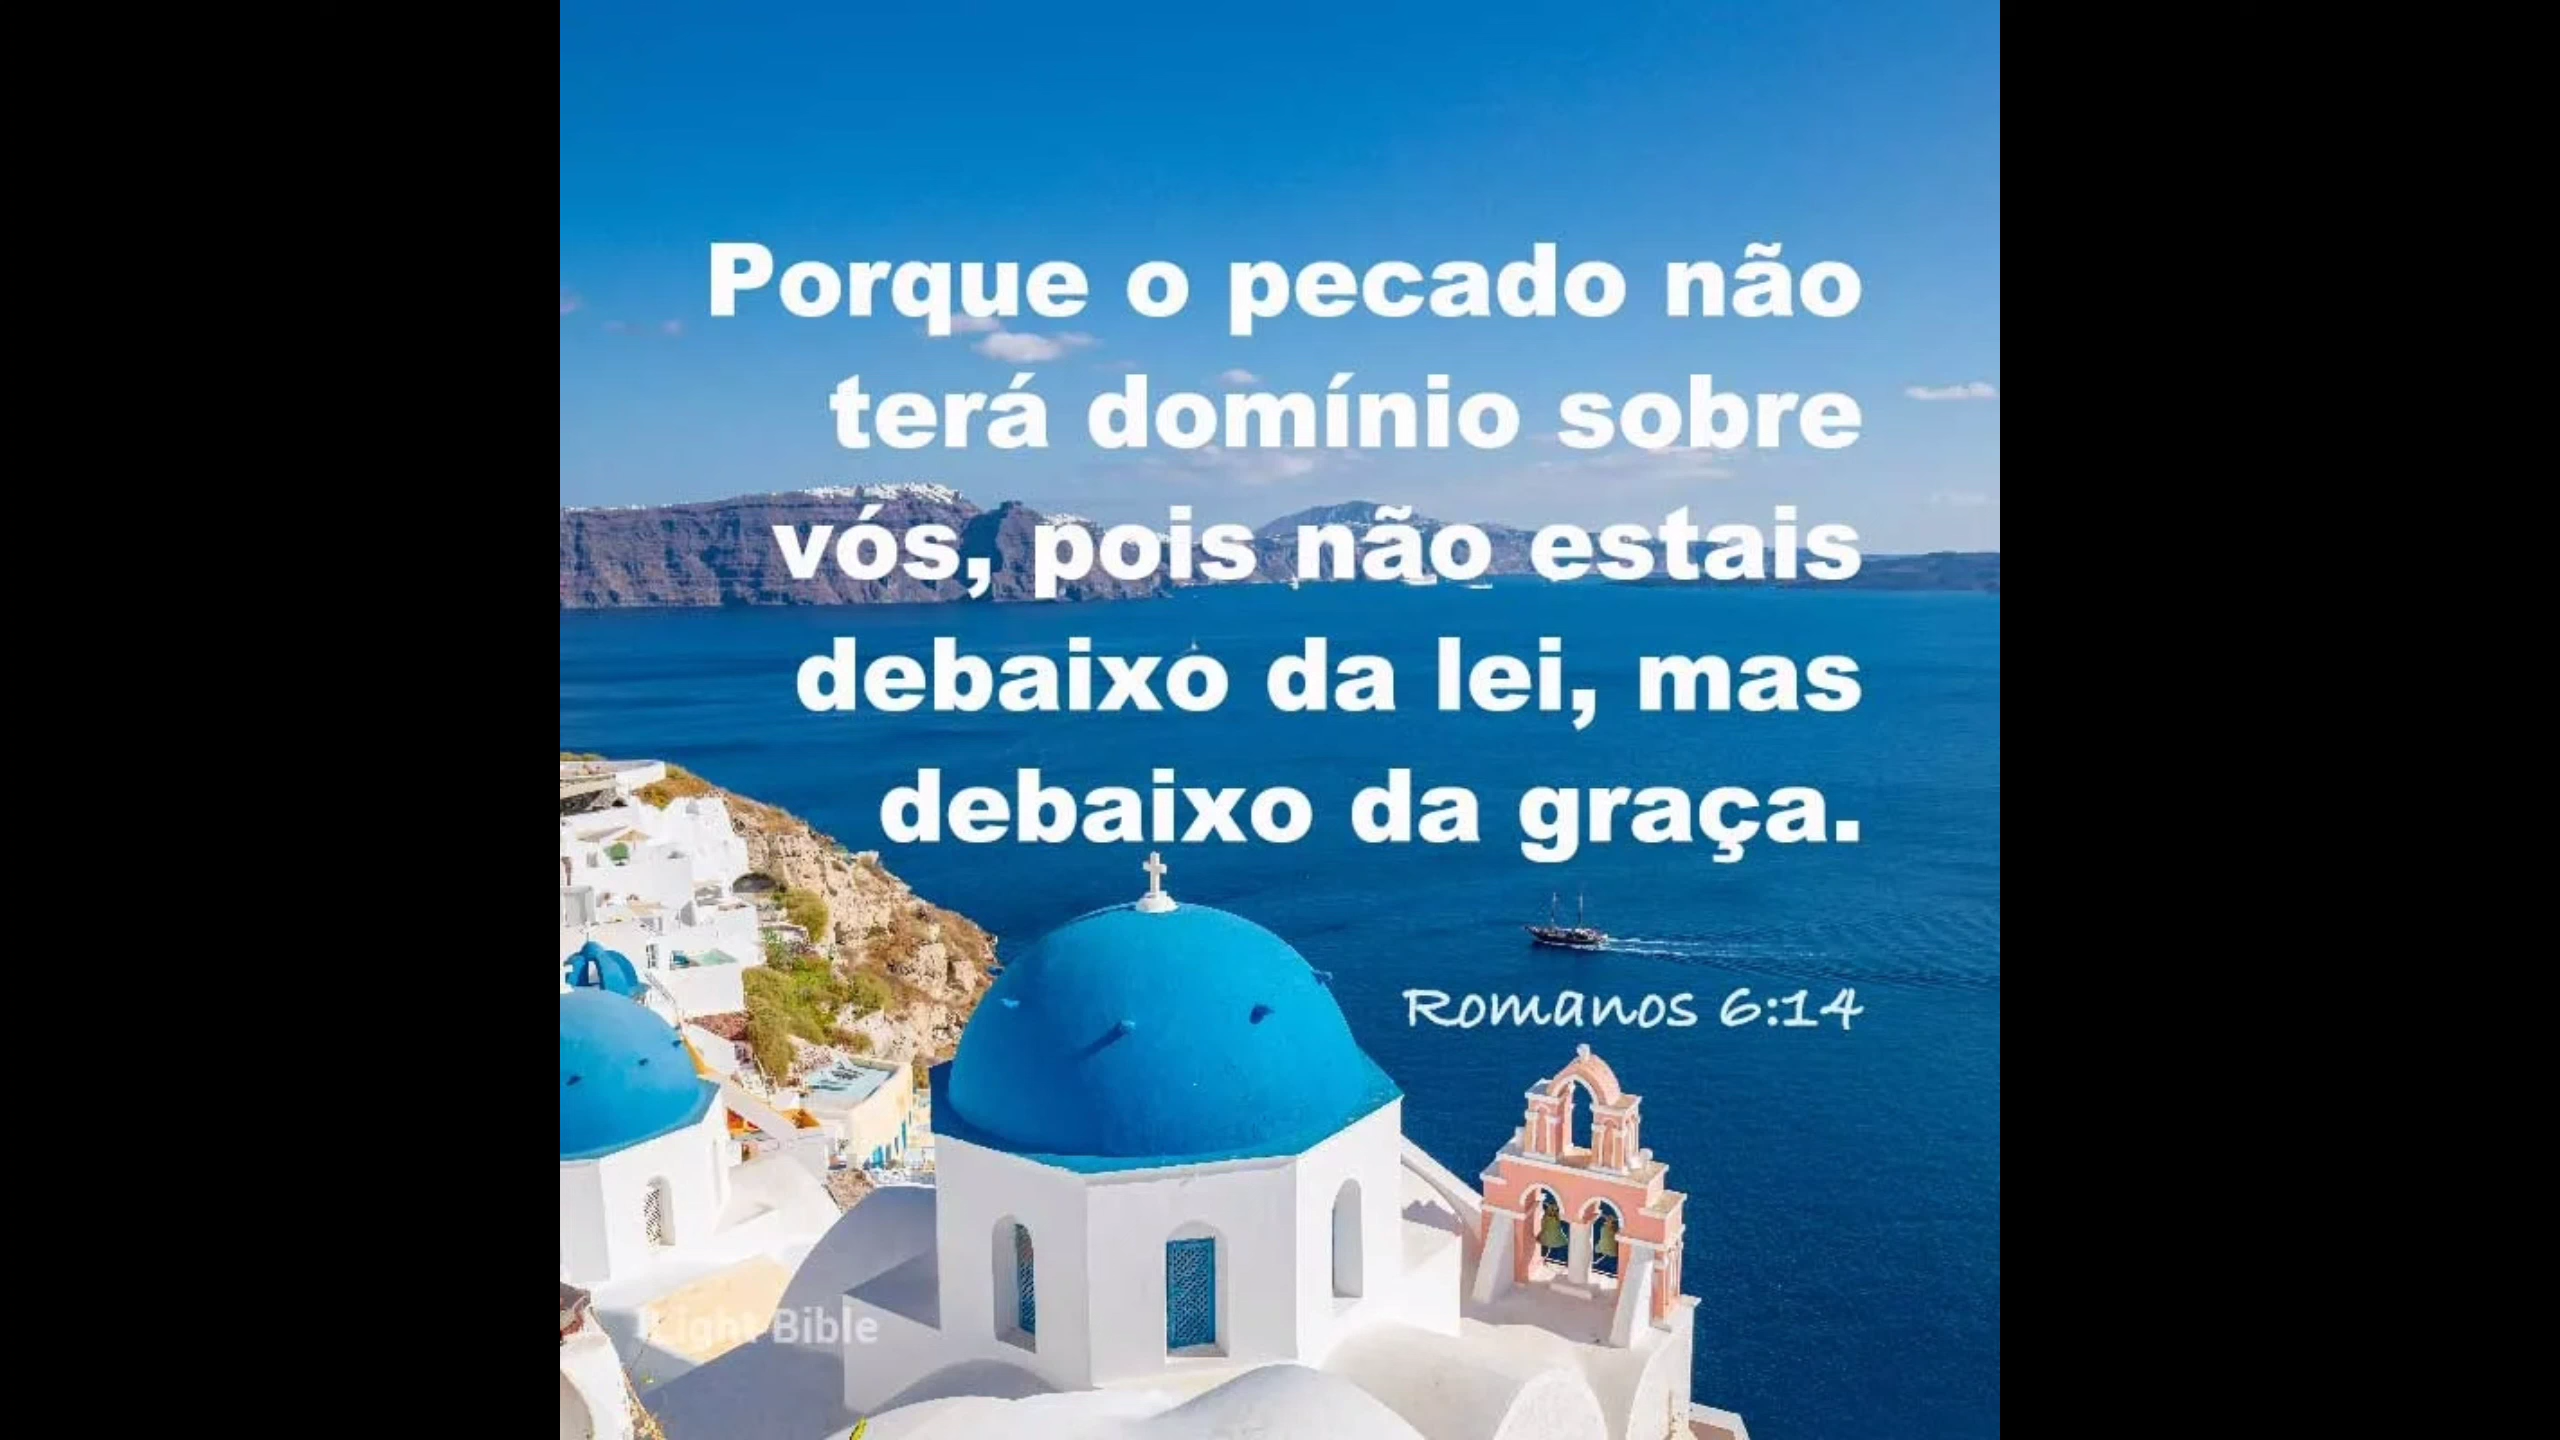 Porque o pecado não
terá domínio sobre
vós, pois não estais
debaixo da lei, mas
debaixo da graça.
Romanos 6:14
Light Bible